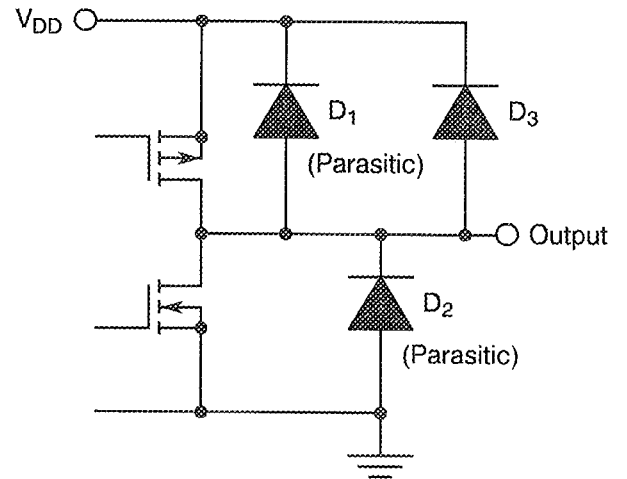 VDD
D1
(Parasitic)
D3
Output
D2
(Parasitic)